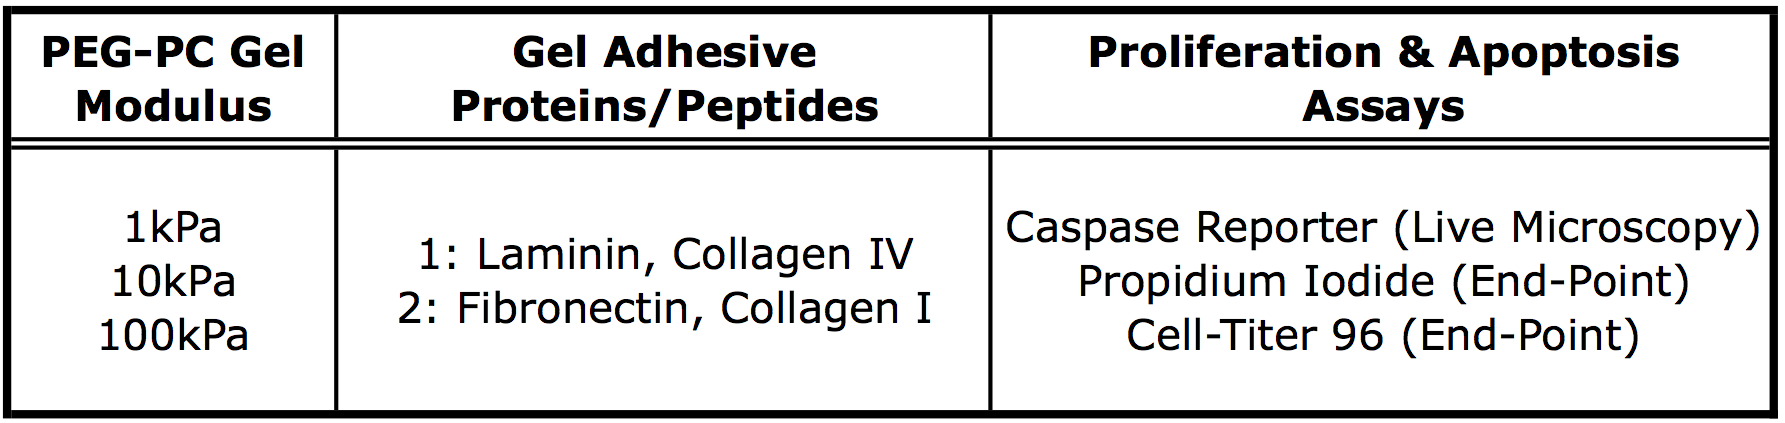 PEG-PC Gel
Modulus
Gel Adhesive
Proteins/Peptides
Proliferation & Apoptosis
Assays
1kPa
10kPa
100kPa
1: Laminin, Collagen IV
2: Fibronectin, Collagen I
Caspase Reporter (Live Microscopy)
Propidium Iodide (End-Point)
Cell-Titer 96 (End-Point)